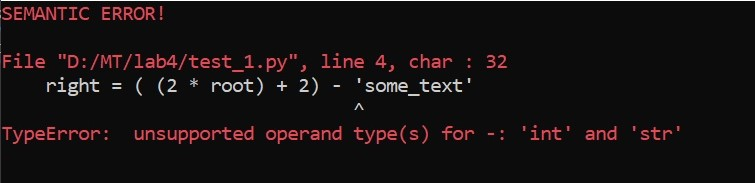 SEMANTIC ERROR!
File "D:/MT/lab4/test_1.py", line 4, char : 32
right = ( (2 * root) + 2) - 'some_text'
^
TypeError:  unsupported operand type(s) for -: 'int' and 'str'